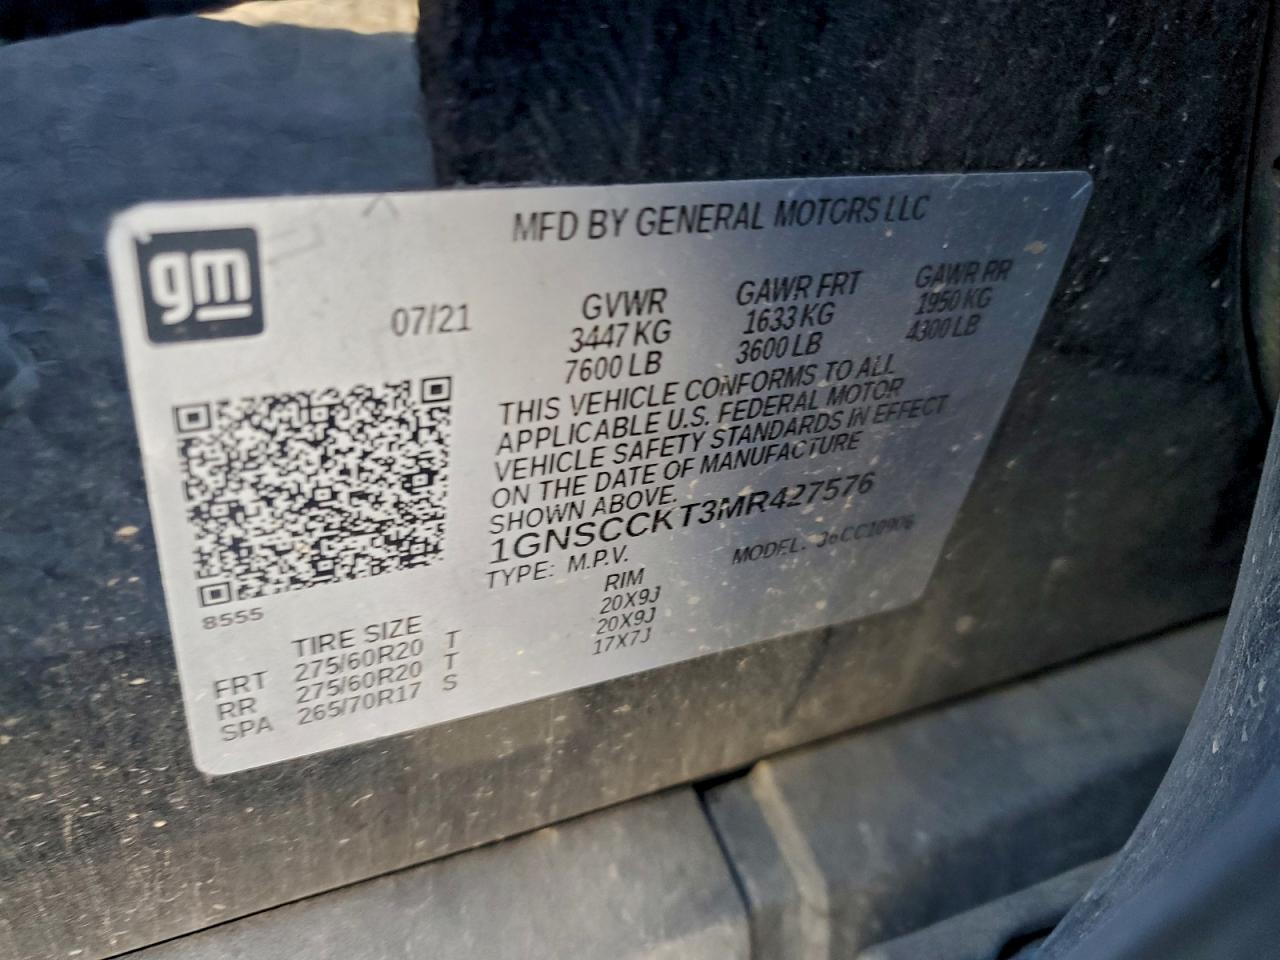 gm
MFD BY GENERAL MOTORS LLC
07/21
GVWR GAWR FRT GAWR RR
3447 KG 1633 KG 1950 KG
7600 LB 3600 LB 4300 LB
THIS VEHICLE CONFORMS TO ALL
APPLICABLE U.S. FEDERAL MOTOR
VEHICLE SAFETY STANDARDS IN EFFECT
ON THE DATE OF MANUFACTURE
SHOWN ABOVE.
1GNSCCKT3MR427576
TYPE: M.P.V. MODEL:
8555
TIRE SIZE RIM
FRT 275/60R20 T 20X9J
RR 275/60R20 T 20X9J
SPA 265/70R17 S 17X7J